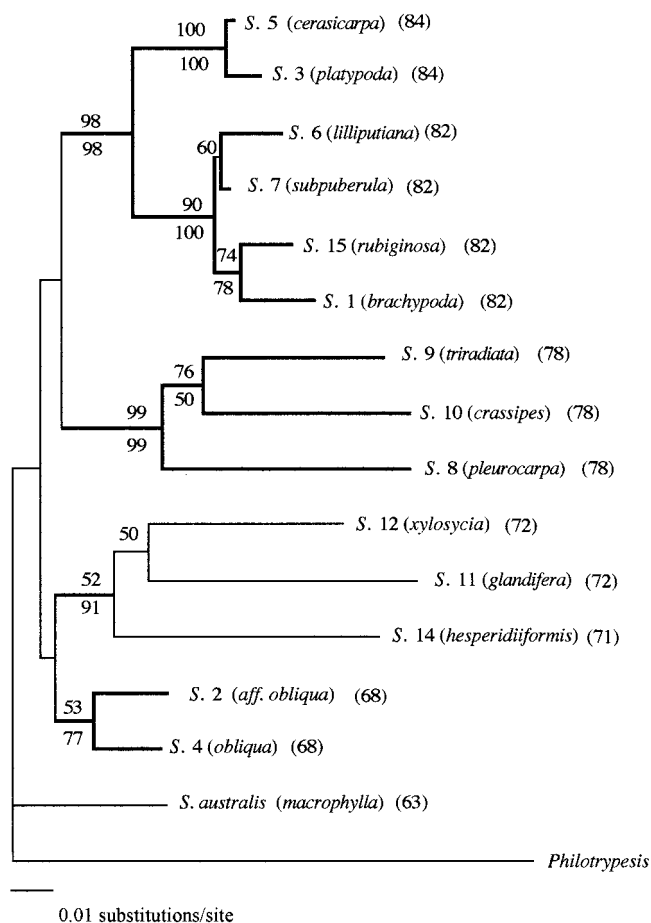 100
S. 5 (cerasicarpa) (84)
100
S. 3 (platypoda) (84)
98
98
60
S. 6 (lilliputiana) (82)
S. 7 (subpuberula) (82)
90
100
74
S. 15 (rubiginosa) (82)
78
S. 1 (brachypoda) (82)
S. 9 (triradiata) (78)
76
50
S. 10 (crassipes) (78)
99
99
S. 8 (pleurocarpa) (78)
50
S. 12 (xylosycia) (72)
52
91
S. 11 (glandifera) (72)
S. 14 (hesperidiiformis) (71)
53
S. 2 (aff. obliqua) (68)
77
S. 4 (obliqua) (68)
S. australis (macrophylla) (63)
Philotrypesis
0.01 substitutions/site